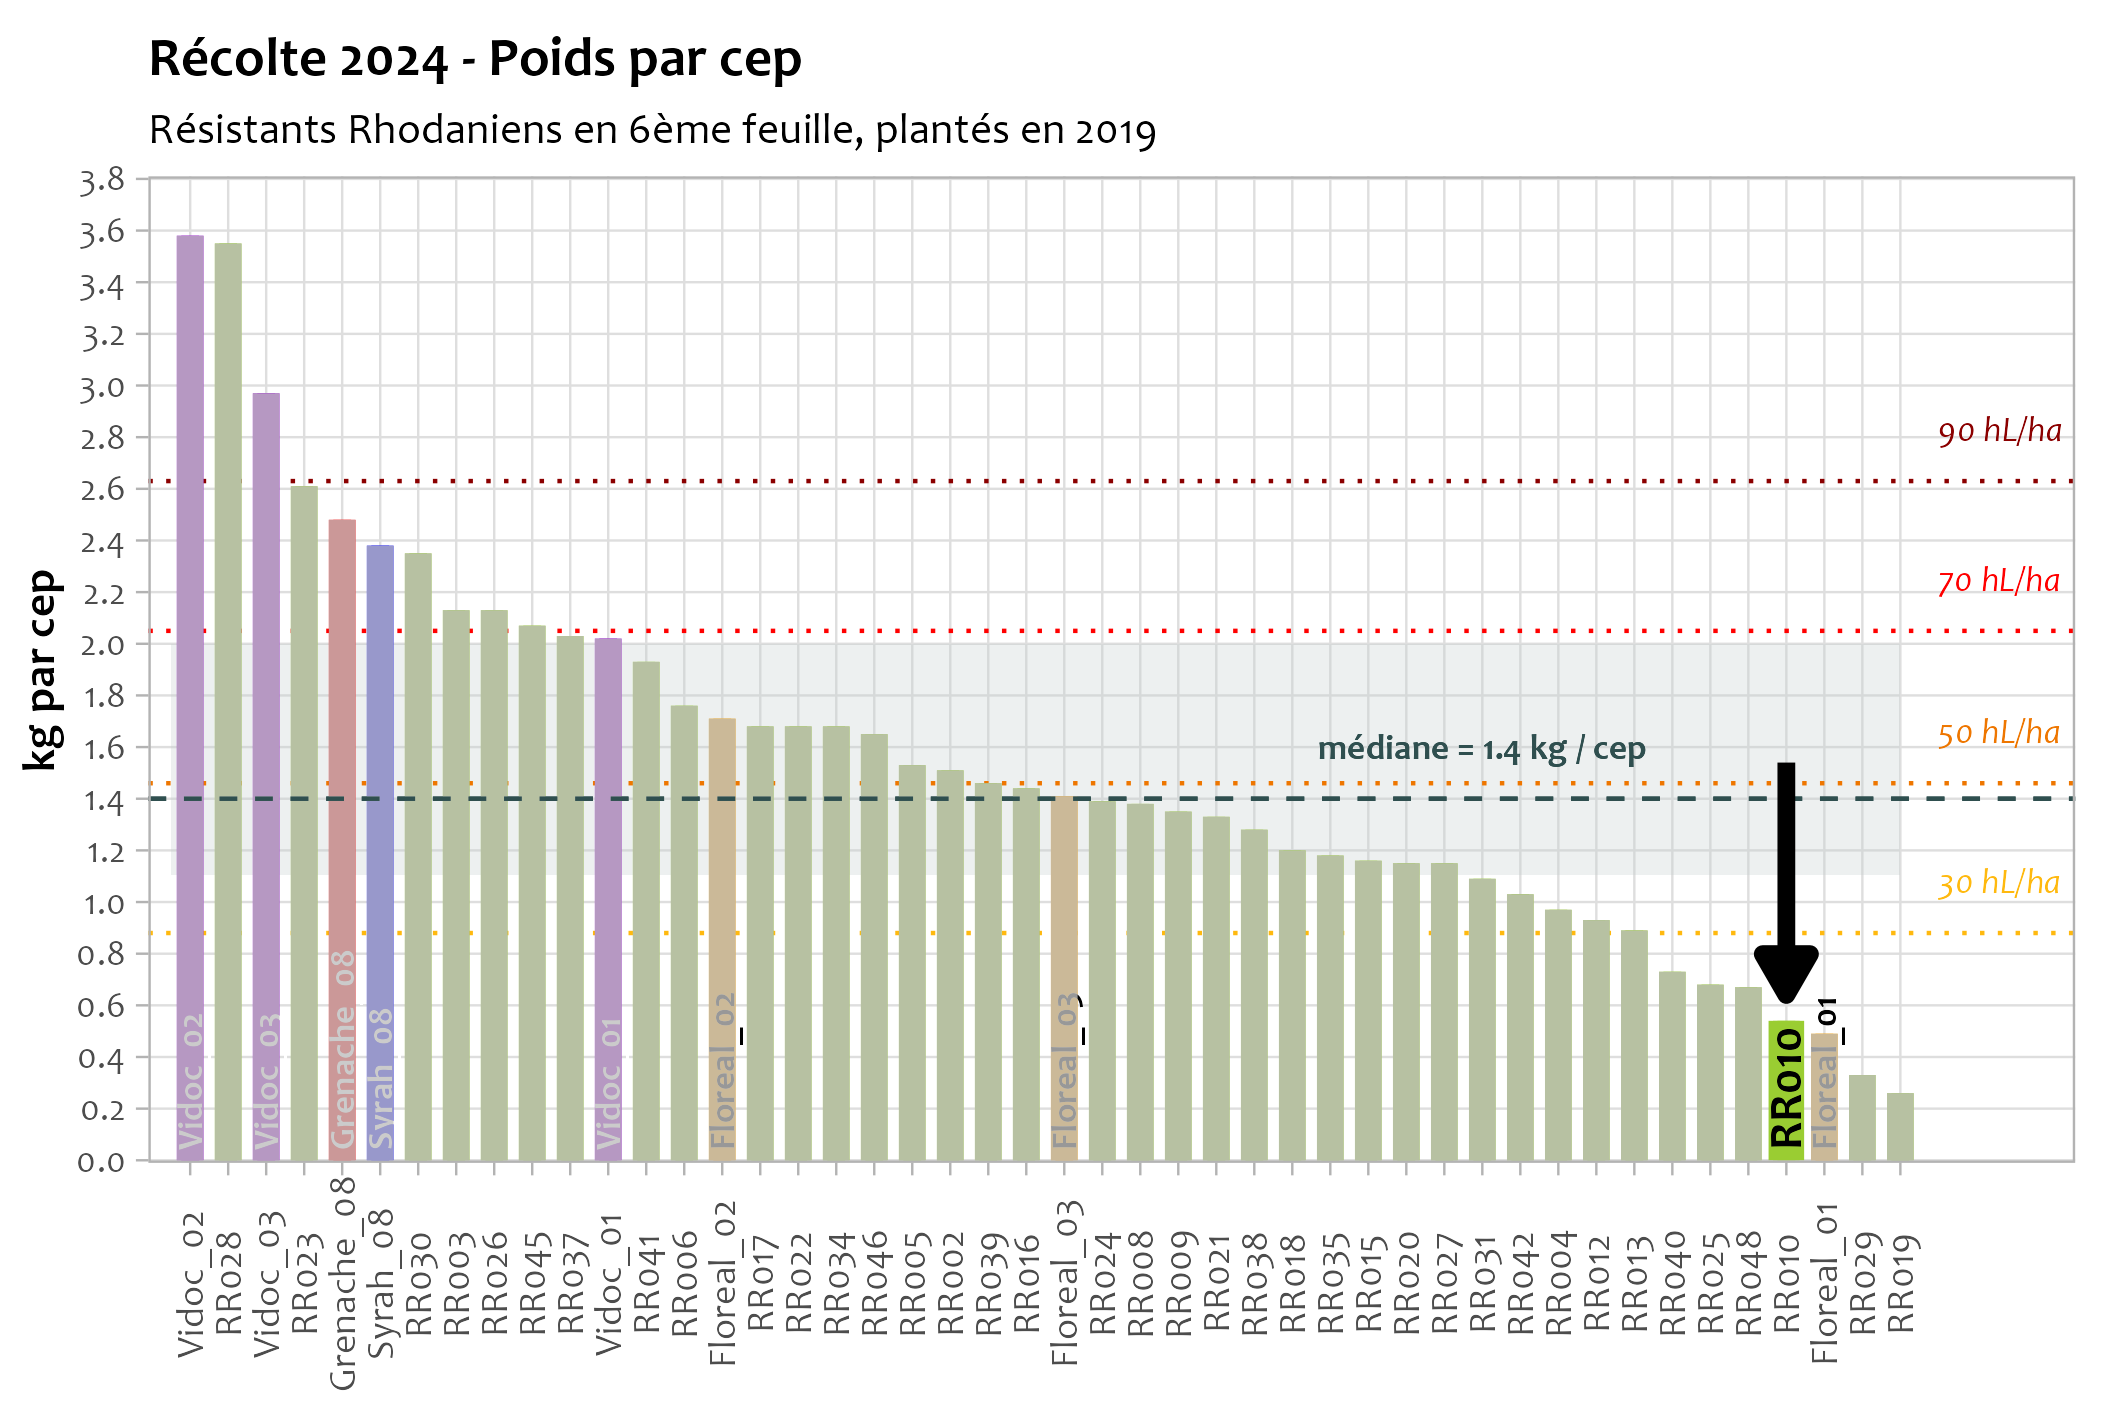 Récolte 2024 - Poids par cep
Résistants Rhodaniens en 6ème feuille, plantés en 2019
kg par cep
3.8
3.6
3.4
3.2
3.0
2.8
2.6
2.4
2.2
2.0
1.8
1.6
1.4
1.2
1.0
0.8
0.6
0.4
0.2
0.0
90 hL/ha
70 hL/ha
50 hL/ha
30 hL/ha
médiane = 1.4 kg / cep
Vidoc_02
Vidoc_03
Grenache_08
Syrah_08
Vidoc_01
Floreal_02
Floreal_03
RR010
Floreal_01
Vidoc_02
RR028
Vidoc_03
RR023
Grenache_08
Syrah_08
RR030
RR003
RR026
RR045
RR037
Vidoc_01
RR041
RR006
Floreal_02
RR017
RR022
RR034
RR046
RR005
RR002
RR039
RR016
Floreal_03
RR024
RR008
RR009
RR021
RR038
RR018
RR035
RR015
RR020
RR027
RR031
RR042
RR004
RR012
RR013
RR040
RR025
RR048
RR010
Floreal_01
RR029
RR019